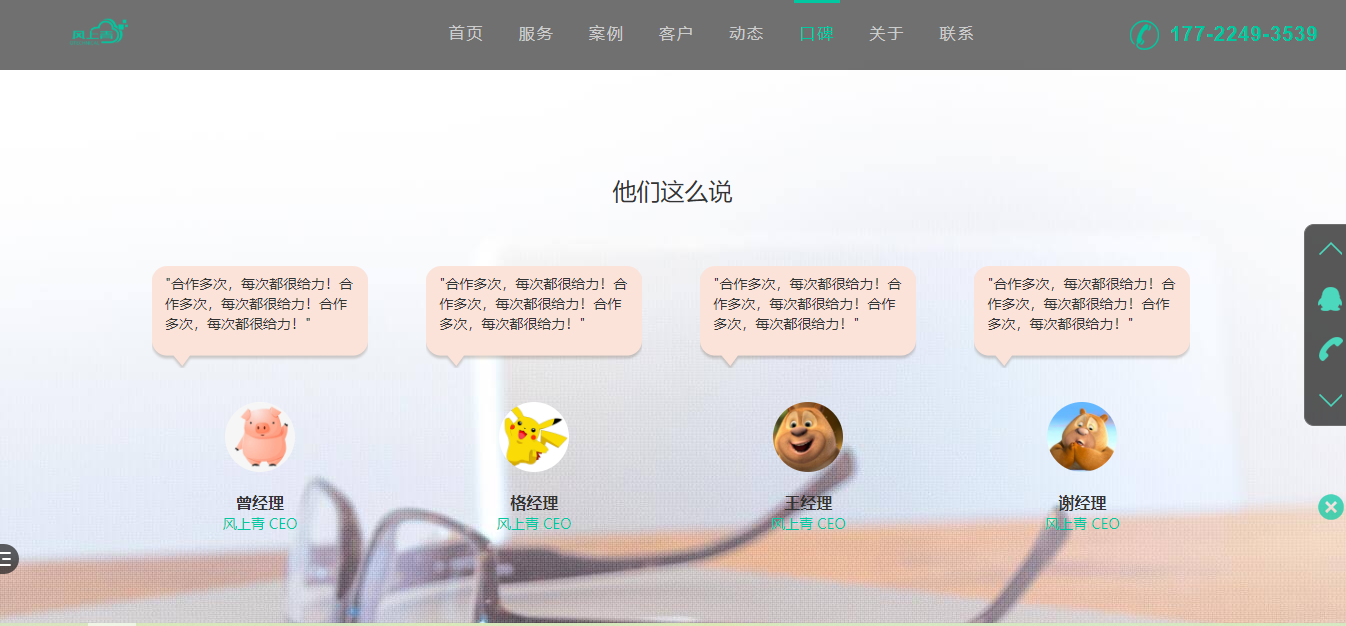 风上青
首页 服务 案例 客户 动态 口碑 关于 联系
177-2249-3539
他们这么说
"合作多次，每次都很给力！合
作多次，每次都很给力！合作
多次，每次都很给力！"
"合作多次，每次都很给力！合
作多次，每次都很给力！合作
多次，每次都很给力！"
"合作多次，每次都很给力！合
作多次，每次都很给力！合作
多次，每次都很给力！"
"合作多次，每次都很给力！合
作多次，每次都很给力！合作
多次，每次都很给力！"
曾经理
风上青 CEO
格经理
风上青 CEO
王经理
风上青 CEO
谢经理
风上青 CEO